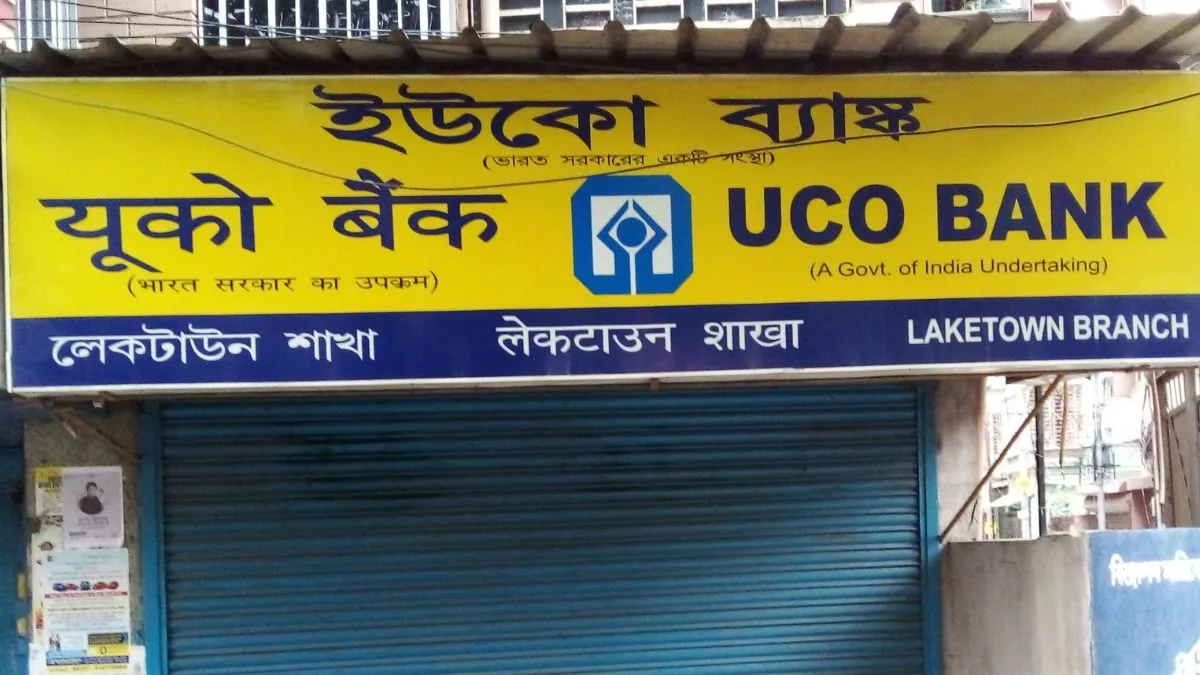 ইউকো ব্যাঙ্ক
(ভারত সরকারের একটি সংস্থা)
यूको बैंक
UCO BANK
(भारत सरकार का उपक्रम)
(A Govt. of India Undertaking)
লেকটাউন শাখা
लेकटाउन शाखा
LAKETOWN BRANCH